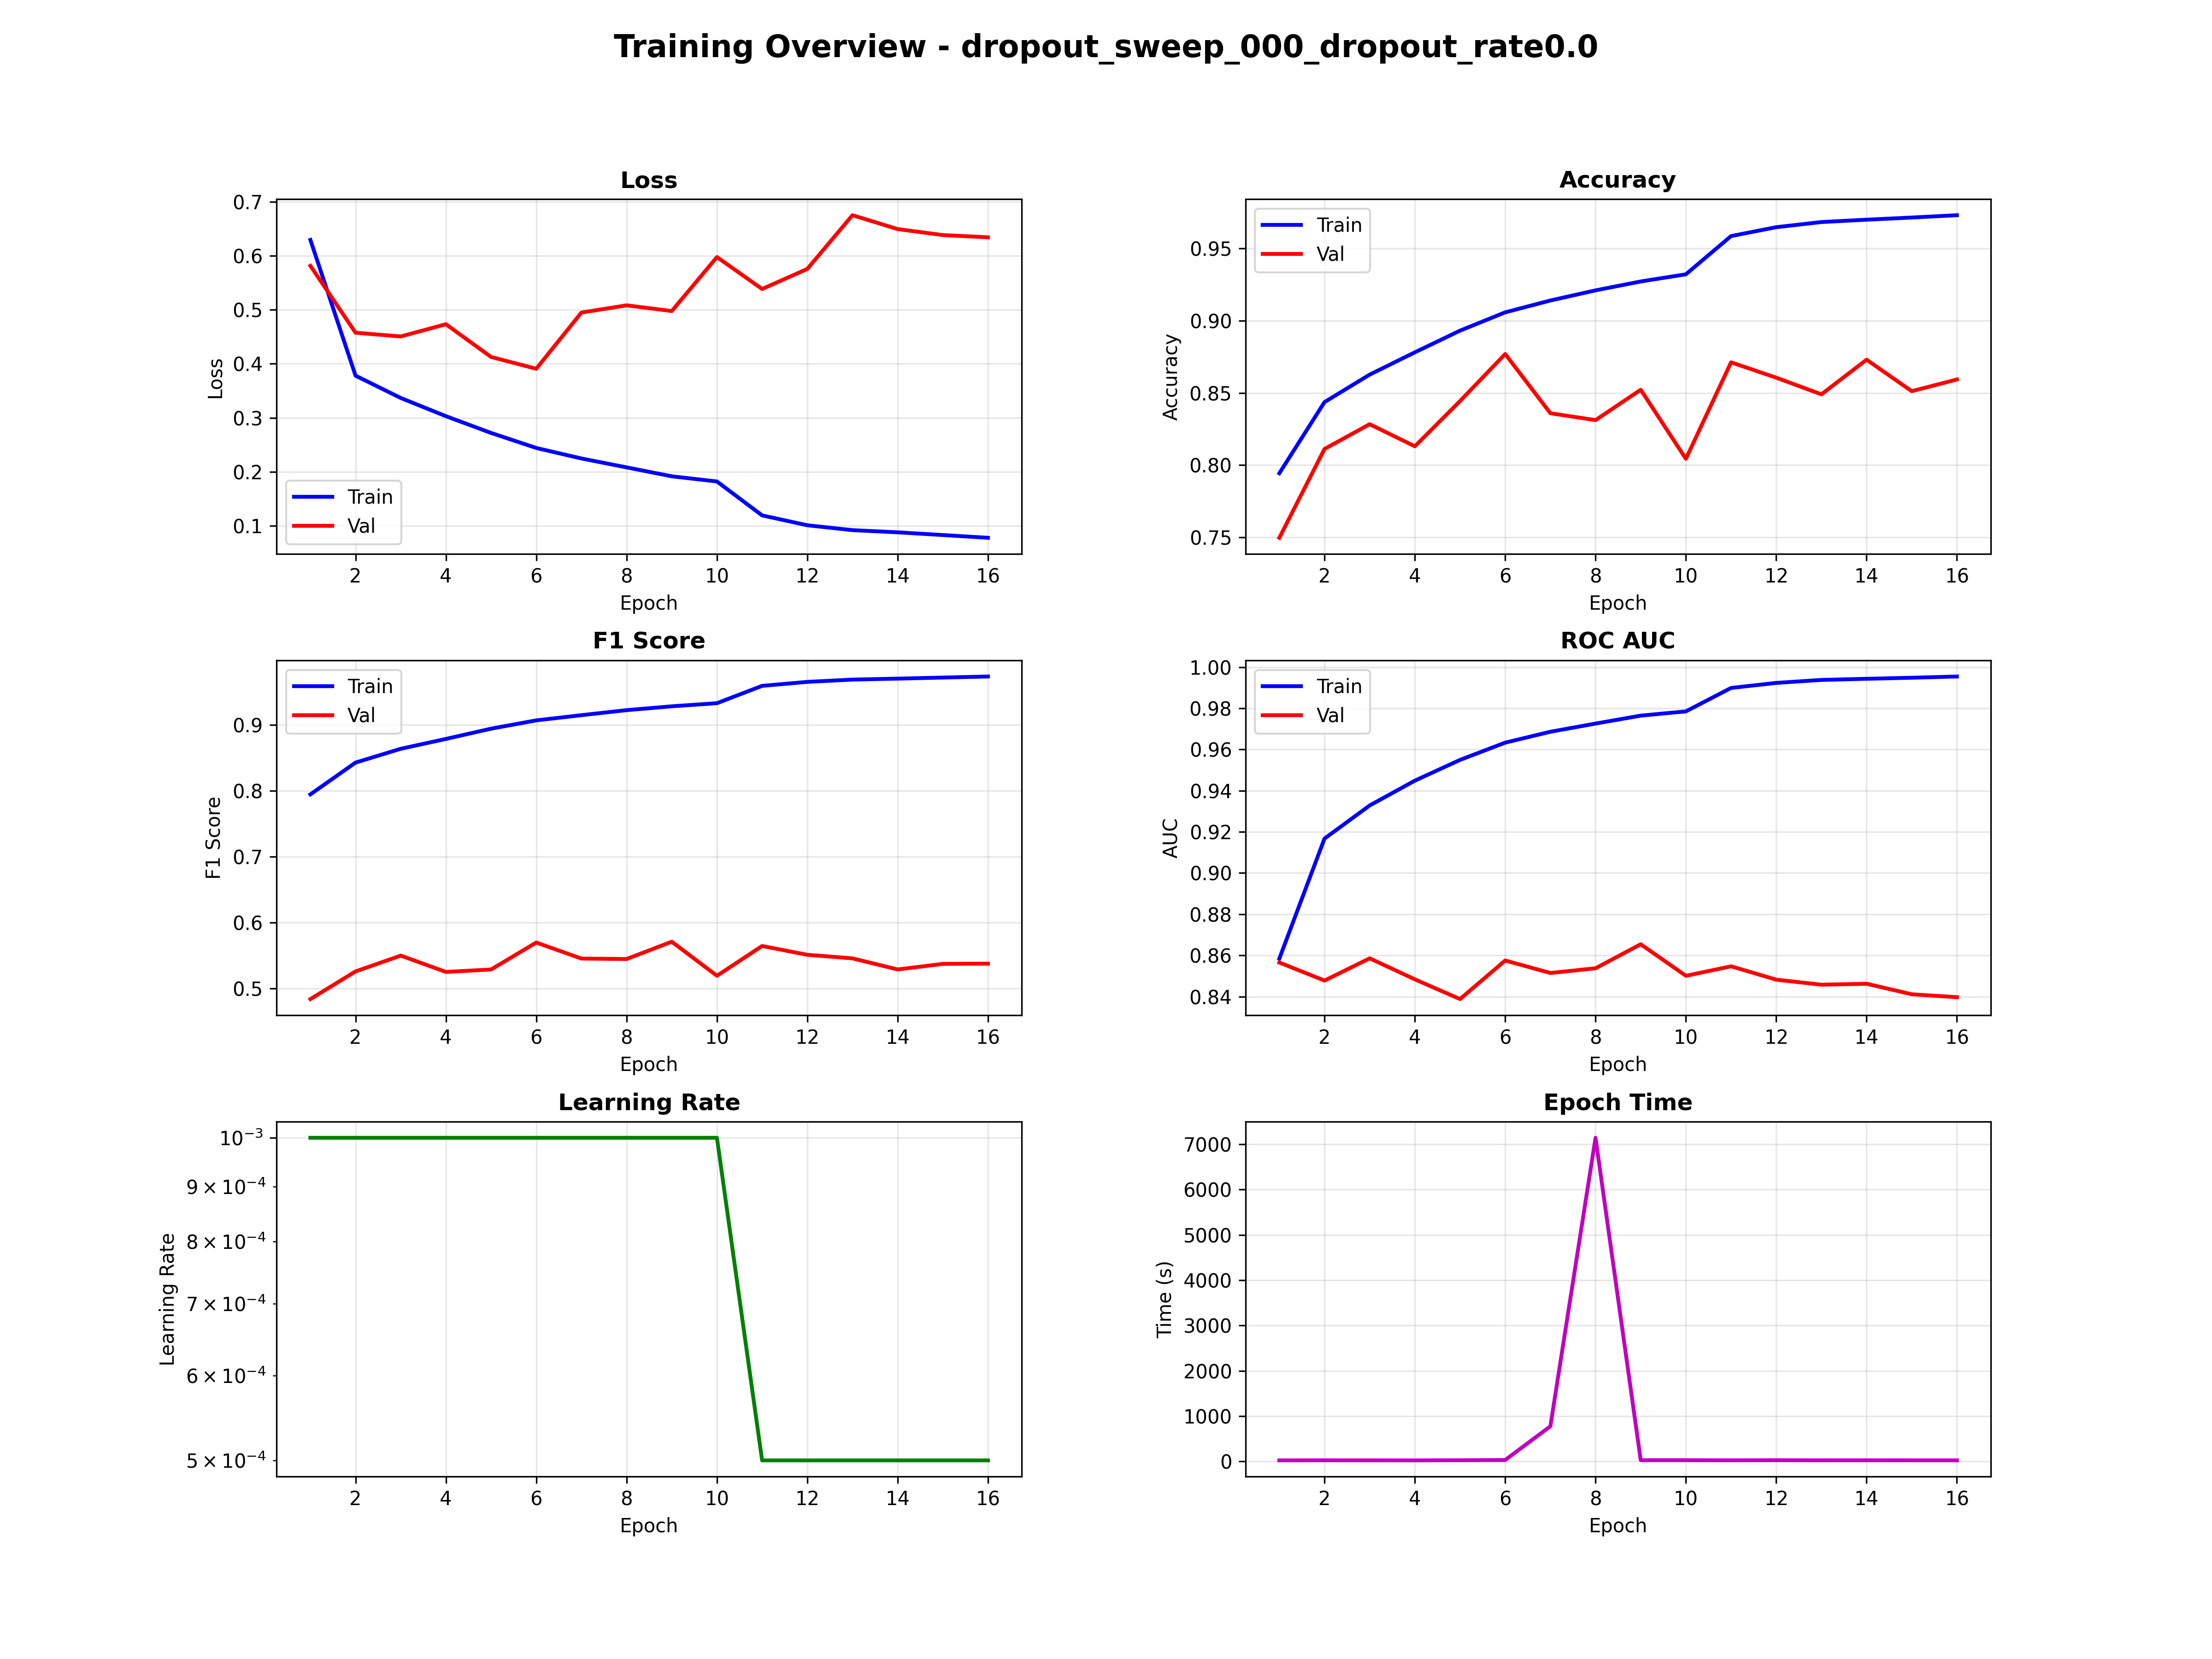 Training Overview - dropout_sweep_000_dropout_rate0.0
Loss
Loss
0.7
0.6
0.5
0.4
0.3
0.2
0.1
Train
Val
2 4 6 8 10 12 14 16
Epoch
Accuracy
Accuracy
0.95
0.90
0.85
0.80
0.75
Train
Val
2 4 6 8 10 12 14 16
Epoch
F1 Score
F1 Score
0.9
0.8
0.7
0.6
0.5
Train
Val
2 4 6 8 10 12 14 16
Epoch
ROC AUC
AUC
1.00
0.98
0.96
0.94
0.92
0.90
0.88
0.86
0.84
Train
Val
2 4 6 8 10 12 14 16
Epoch
Learning Rate
Learning Rate
10⁻³
9 × 10⁻⁴
8 × 10⁻⁴
7 × 10⁻⁴
6 × 10⁻⁴
5 × 10⁻⁴
2 4 6 8 10 12 14 16
Epoch
Epoch Time
Time (s)
7000
6000
5000
4000
3000
2000
1000
0
2 4 6 8 10 12 14 16
Epoch